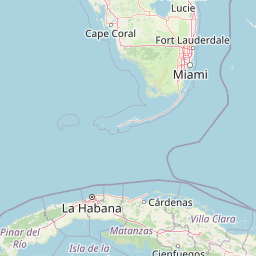 Lucie
Cape Coral
Fort Lauderdale
Miami
La Habana
Cárdenas
Pinar del
Río
Matanzas
Villa Clara
Isla de la
Cienfuegos